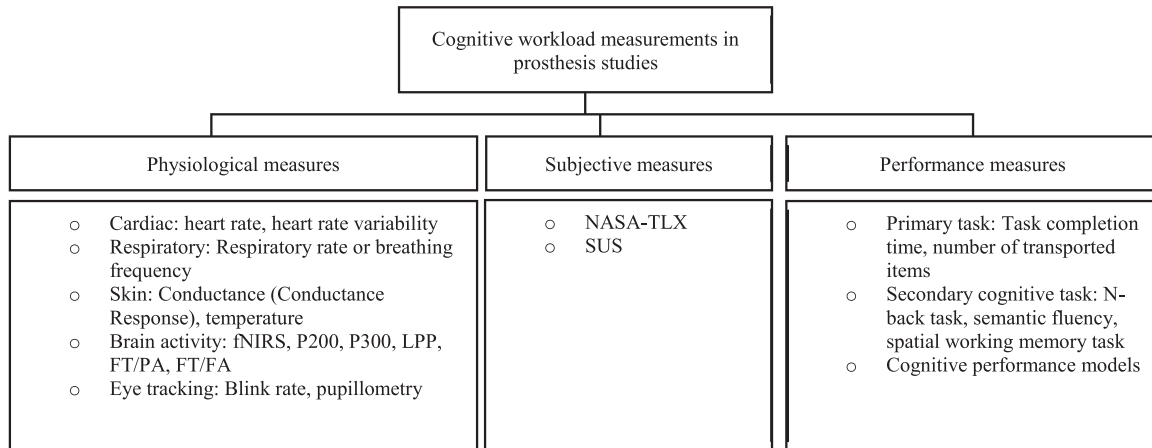 Cognitive workload measurements in
prosthesis studies
Physiological measures
Subjective measures
Performance measures
o Cardiac: heart rate, heart rate variability
o Respiratory: Respiratory rate or breathing
frequency
o Skin: Conductance (Conductance
Response), temperature
o Brain activity: fNIRS, P200, P300, LPP,
FT/PA, FT/FA
o Eye tracking: Blink rate, pupillometry
o NASA-TLX
o SUS
o Primary task: Task completion
time, number of transported
items
o Secondary cognitive task: N-
back task, semantic fluency,
spatial working memory task
o Cognitive performance models